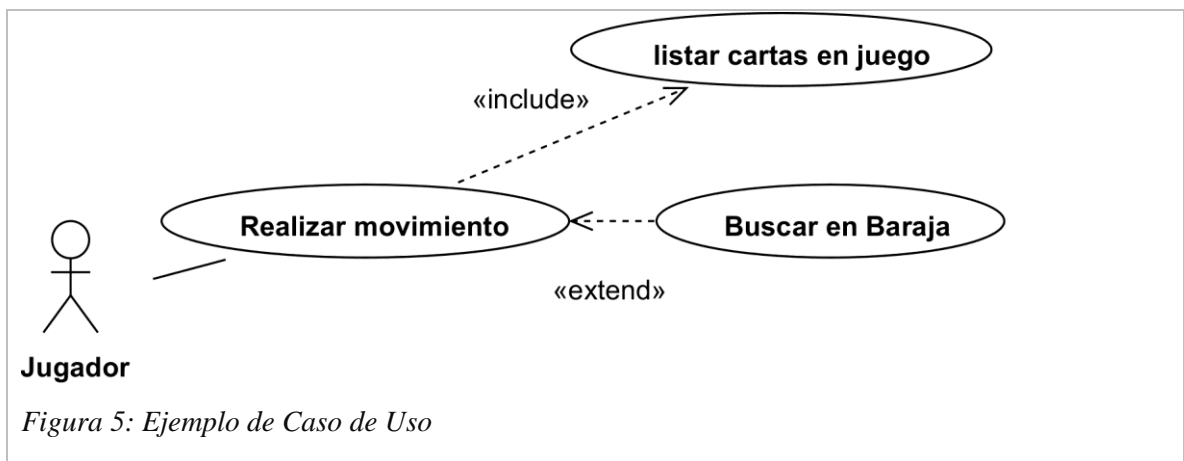 listar cartas en juego
«include»
Realizar movimiento
Buscar en Baraja
«extend»
Jugador
Figura 5: Ejemplo de Caso de Uso